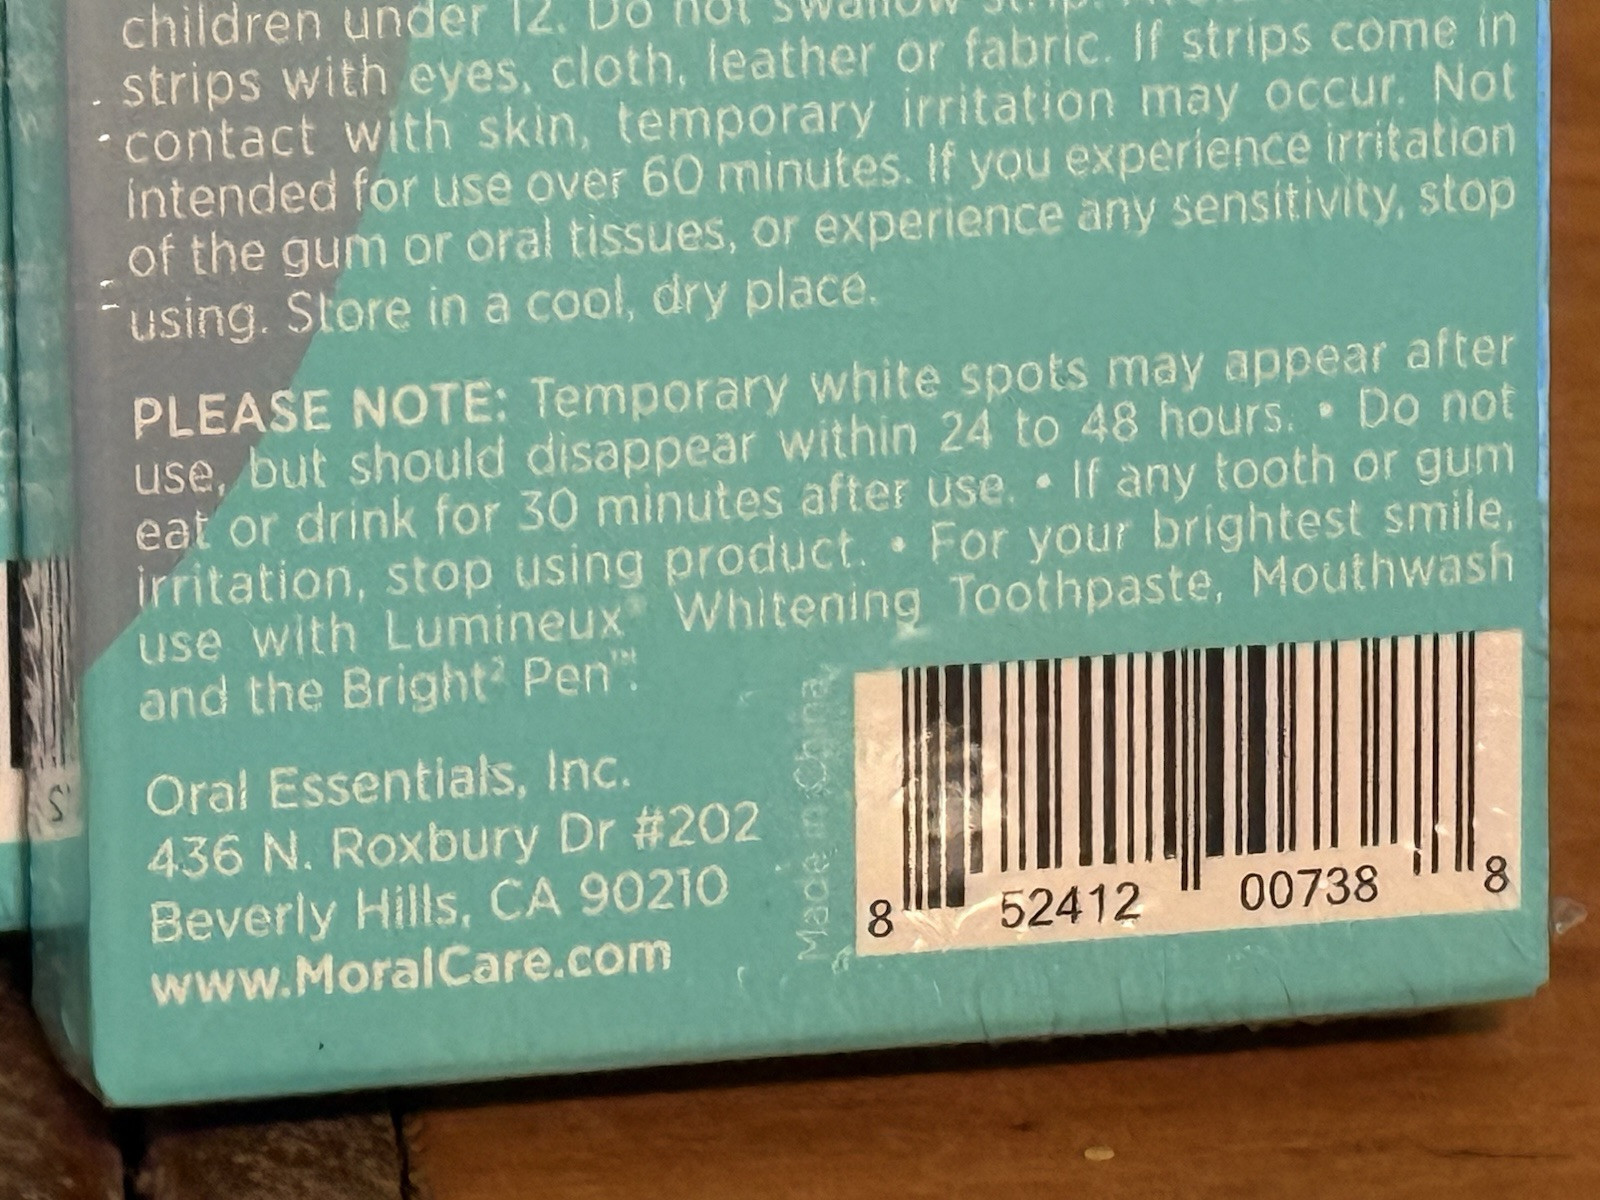 children under 12. Do not swallow strip.
strips with eyes, cloth, leather or fabric. If strips come in
contact with skin, temporary irritation may occur. Not
intended for use over 60 minutes. If you experience irritation
of the gum or oral tissues, or experience any sensitivity, stop
using. Store in a cool, dry place.
PLEASE NOTE: Temporary white spots may appear after
use, but should disappear within 24 to 48 hours. • Do not
eat or drink for 30 minutes after use. • If any tooth or gum
irritation, stop using product. • For your brightest smile,
use with Lumineux® Whitening Toothpaste, Mouthwash
and the Bright² Pen™.
Oral Essentials, Inc.
436 N. Roxbury Dr #202
Beverly Hills, CA 90210
www.MoralCare.com
Made in China
8 52412 00738 8